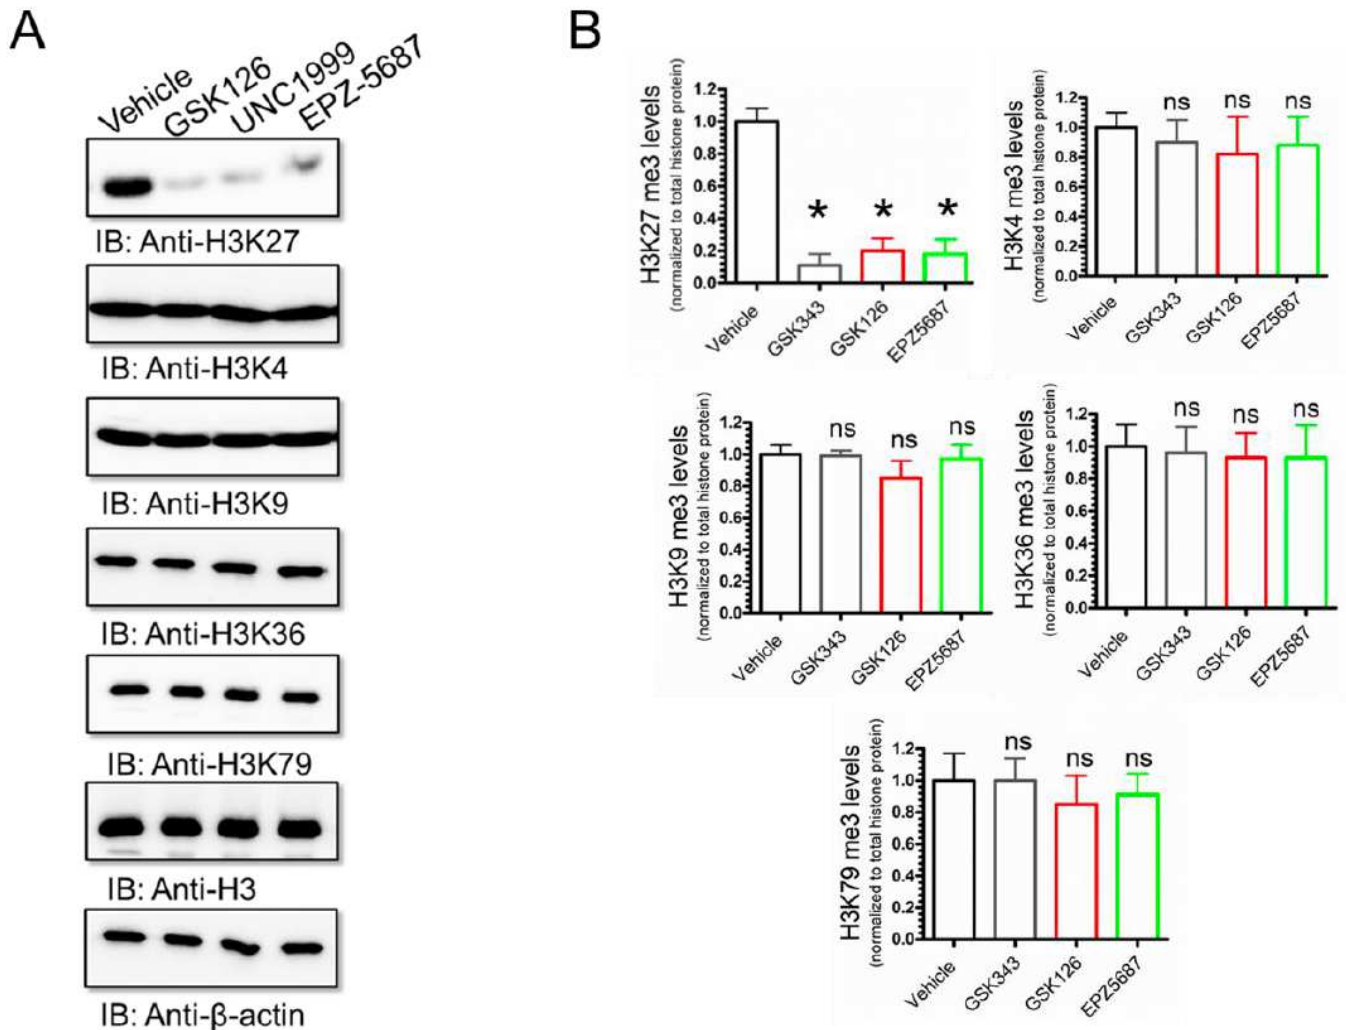 A
Vehicle
GSK126
UNC1999
EPZ-5687
IB: Anti-H3K27
IB: Anti-H3K4
IB: Anti-H3K9
IB: Anti-H3K36
IB: Anti-H3K79
IB: Anti-H3
IB: Anti-β-actin
B
H3K27 me3 levels
(normalized to total histone protein)
1.2
1.0
0.8
0.6
0.4
0.2
0.0
* * *
Vehicle
GSK343
GSK126
EPZ5687
H3K4 me3 levels
(normalized to total histone protein)
1.2
1.0
0.8
0.6
0.4
0.2
0.0
ns ns ns
Vehicle
GSK343
GSK126
EPZ5687
H3K9 me3 levels
(normalized to total histone protein)
1.2
1.0
0.8
0.6
0.4
0.2
0.0
ns ns ns
Vehicle
GSK343
GSK126
EPZ5687
H3K36 me3 levels
(normalized to total histone protein)
1.2
1.0
0.8
0.6
0.4
0.2
0.0
ns ns ns
Vehicle
GSK343
GSK126
EPZ5687
H3K79 me3 levels
(normalized to total histone protein)
1.2
1.0
0.8
0.6
0.4
0.2
0.0
ns ns ns
Vehicle
GSK343
GSK126
EPZ5687